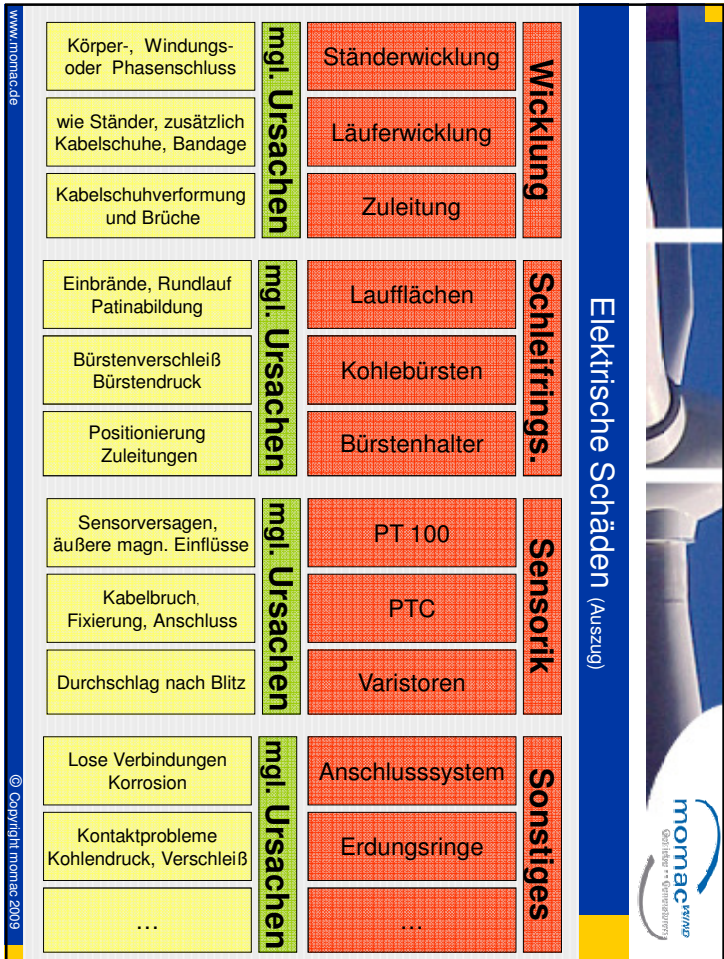 momac WIND
Getriebe ** Generatoren
Elektrische Schäden (Auszug)
Wicklung
Ständerwicklung
Läuferwicklung
Zuleitung
mgl. Ursachen
Körper-, Windungs-
oder Phasenschluss
wie Ständer, zusätzlich
Kabelschuhe, Bandage
Kabelschuhverformung
und Brüche
Schleifrings.
Laufflächen
Kohlebürsten
Bürstenhalter
mgl. Ursachen
Einbrände, Rundlauf
Patinabildung
Bürstenverschleiß
Bürstendruck
Positionierung
Zuleitungen
Sensorik
PT 100
PTC
Varistoren
mgl. Ursachen
Sensorversagen,
äußere magn. Einflüsse
Kabelbruch,
Fixierung, Anschluss
Durchschlag nach Blitz
Sonstiges
Anschlusssystem
Erdungsringe
...
mgl. Ursachen
Lose Verbindungen
Korrosion
Kontaktprobleme
Kohlendruck, Verschleiß
...
www.momac.de
© Copyright momac 2009